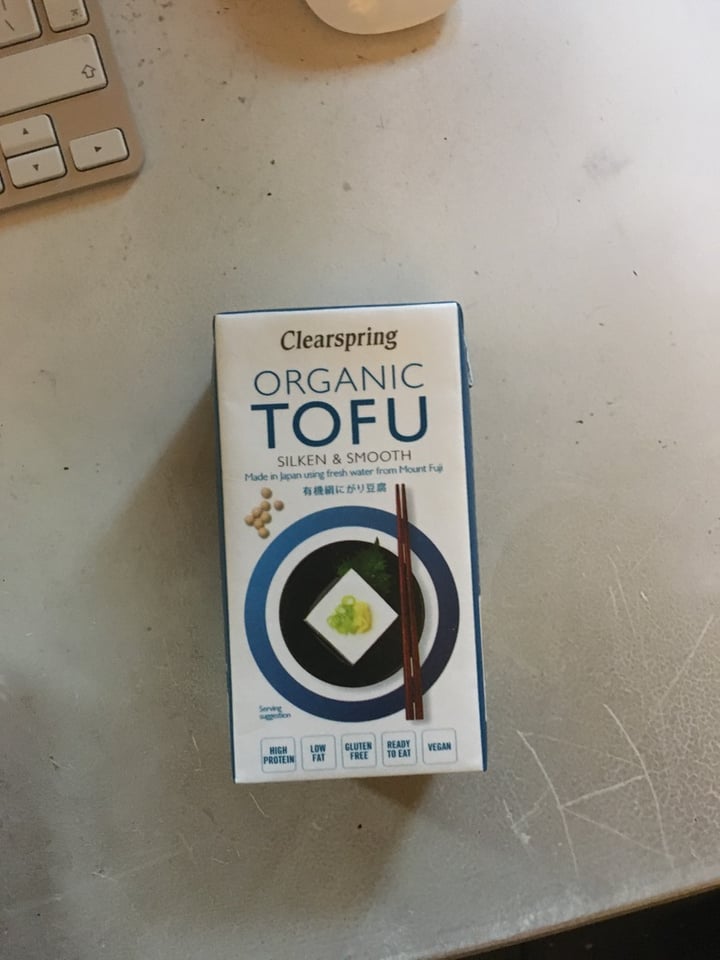 Clearspring
ORGANIC
TOFU
SILKEN & SMOOTH
Made in Japan using fresh water from Mount Fuji
有機絹にがり豆腐
Serving
suggestion
HIGH
PROTEIN
LOW
FAT
GLUTEN
FREE
READY
TO EAT
VEGAN